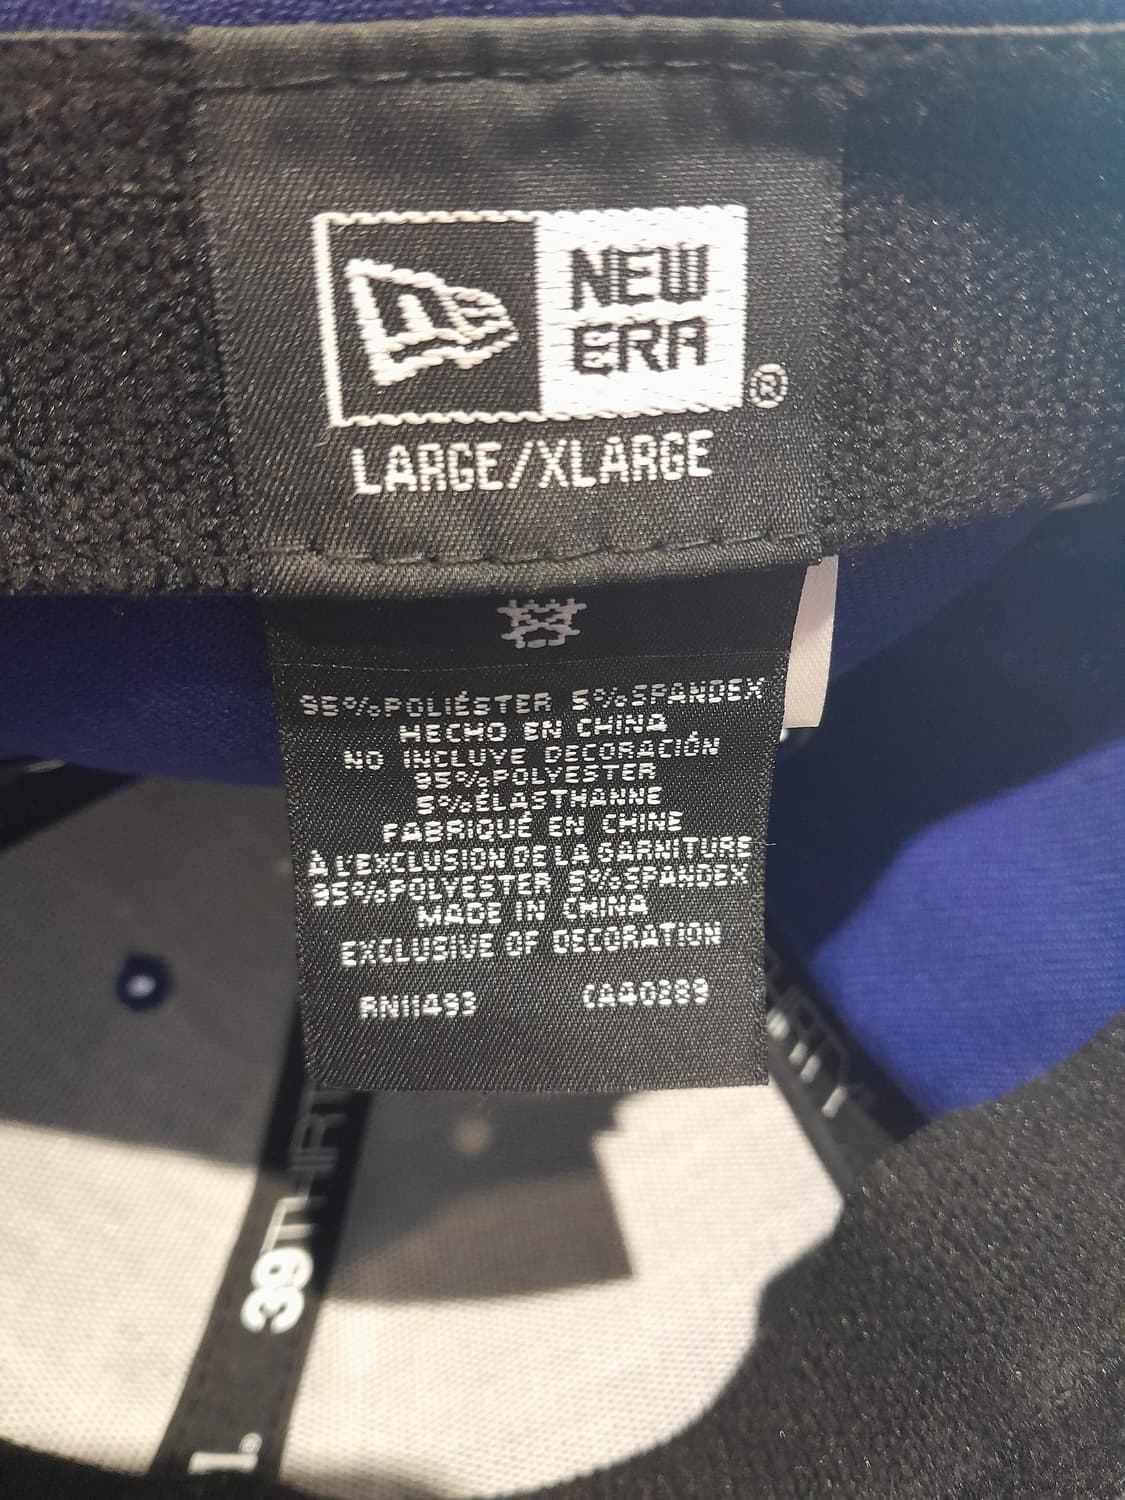 NEW
ERA
®
LARGE/XLARGE
95%POLIÉSTER 5%SPANDEX
HECHO EN CHINA
NO INCLUYE DECORACIÓN
95%POLYESTER
5%ÉLASTHANNE
FABRIQUÉ EN CHINE
À L'EXCLUSION DE LA GARNITURE
95%POLYESTER 5%SPANDEX
MADE IN CHINA
EXCLUSIVE OF DECORATION
RN11493 CA40289
39THIRT